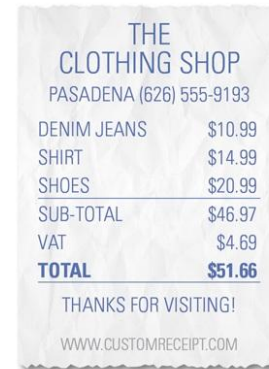 THE
CLOTHING SHOP
PASADENA (626) 555-9193
DENIM JEANS $10.99
SHIRT $14.99
SHOES $20.99
SUB-TOTAL $46.97
VAT $4.69
TOTAL $51.66
THANKS FOR VISITING!
WWW.CUSTOMRECEIPT.COM